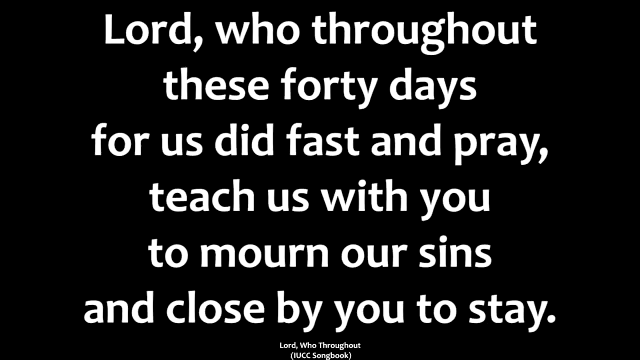 Lord, who throughout
these forty days
for us did fast and pray,
teach us with you
to mourn our sins
and close by you to stay.
Lord, Who Throughout
(IUCC Songbook)